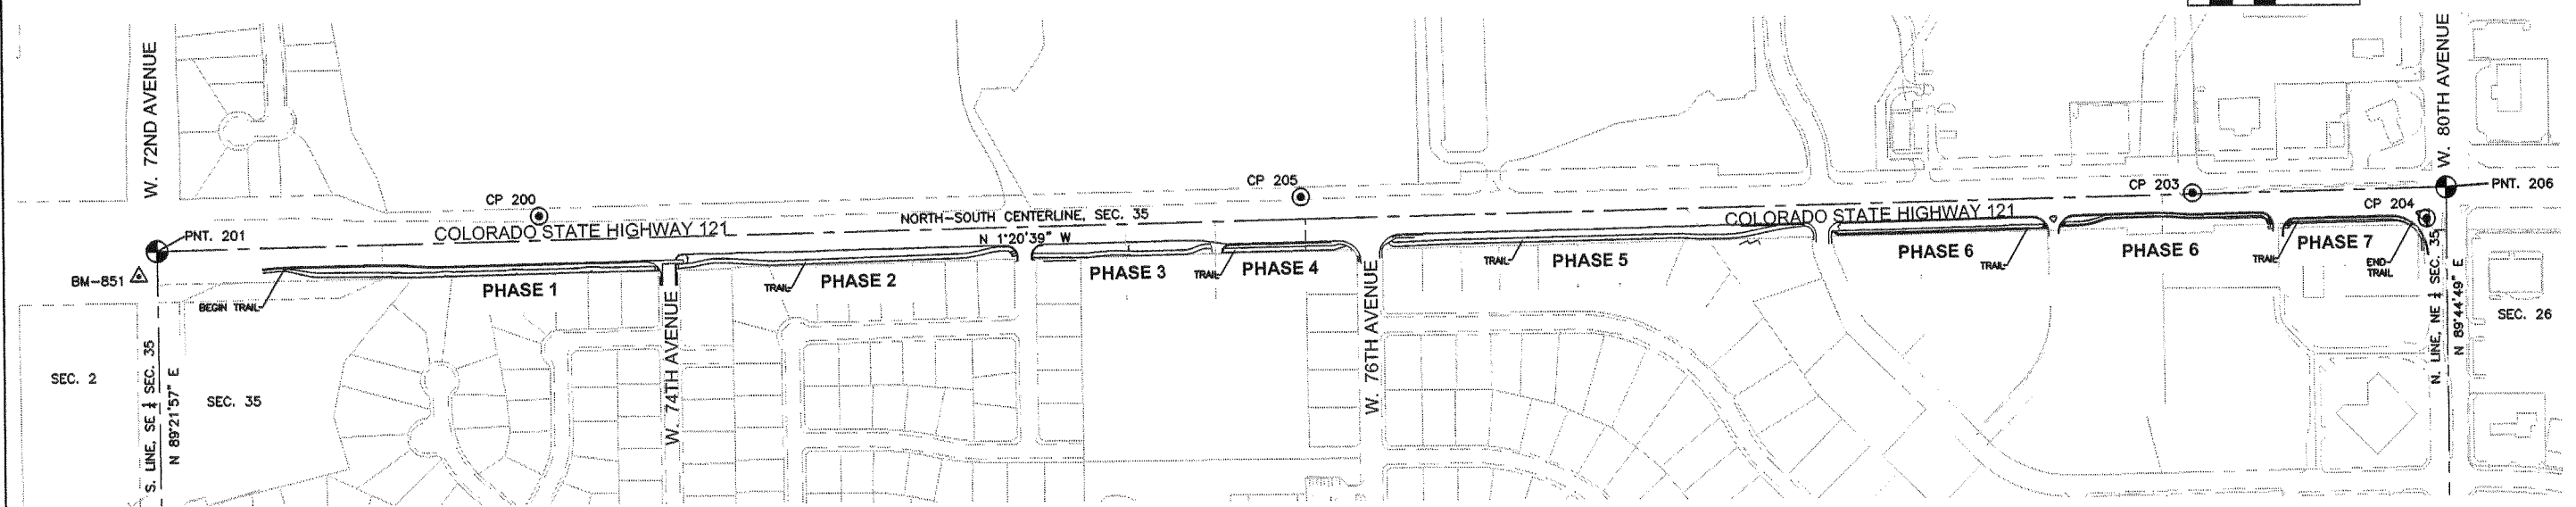 W. 72ND AVENUE
W. 80TH AVENUE
CP 200
CP 205
CP 203
PNT. 206
CP 204
NORTH-SOUTH CENTERLINE, SEC. 35
COLORADO STATE HIGHWAY 121
COLORADO STATE HIGHWAY 121
PNT. 201
N 1°20'39" W
BM-851
PHASE 1
PHASE 2
PHASE 3
PHASE 4
PHASE 5
PHASE 6
PHASE 6
PHASE 7
BEGIN TRAIL
TRAIL
TRAIL
TRAIL
TRAIL
TRAIL
END
TRAIL
W. 74TH AVENUE
W. 76TH AVENUE
SEC. 2
S. LINE, SE ¼ SEC. 35
N 89°21'57" E
SEC. 35
N. LINE, NE ¼ SEC. 35
N 89°44'49" E
SEC. 26